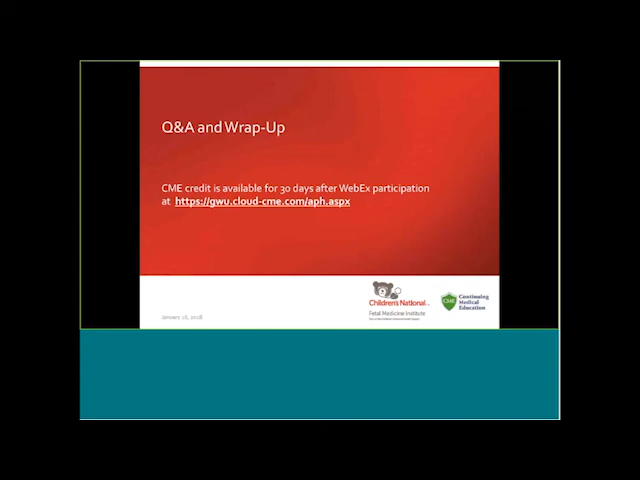 Q&A and Wrap-Up
CME credit is available for 30 days after WebEx participation
at https://gwu.cloud-cme.com/aph.aspx
Children's National
Fetal Medicine Institute
CME
Continuing
Medical
Education